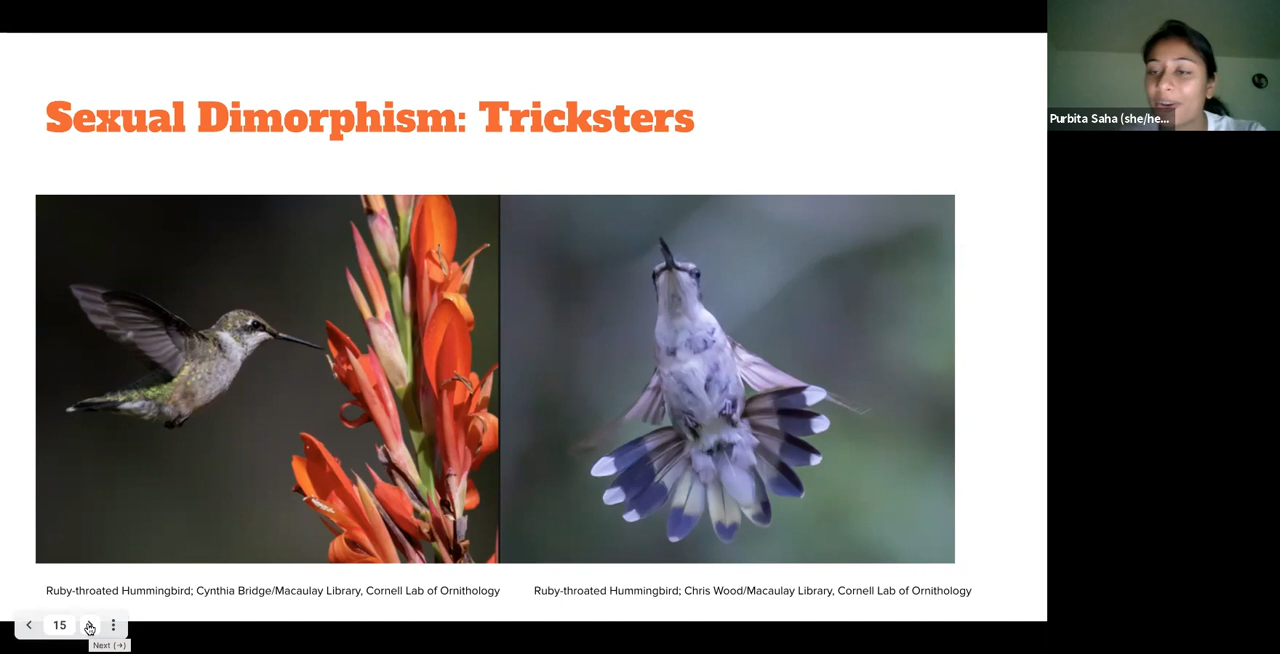 Sexual Dimorphism: Tricksters
Purbita Saha (she/he...
Ruby-throated Hummingbird; Cynthia Bridge/Macaulay Library, Cornell Lab of Ornithology
Ruby-throated Hummingbird; Chris Wood/Macaulay Library, Cornell Lab of Ornithology
15
Next (→)